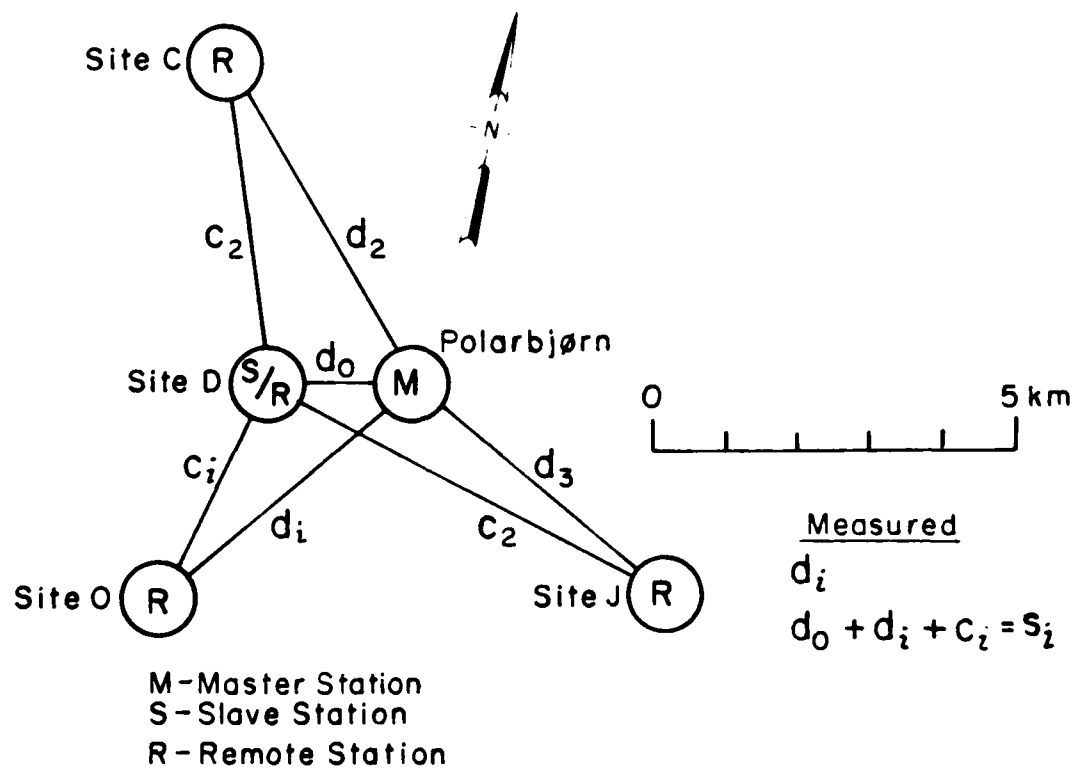 Site C
R
N
c₂
d₂
Polarbjørn
Site D
S/R
d₀
M
0
5 km
cᵢ
dᵢ
d₃
c₂
Measured
dᵢ
d₀ + dᵢ + cᵢ = sᵢ
Site O
R
Site J
R
M-Master Station
S-Slave Station
R-Remote Station